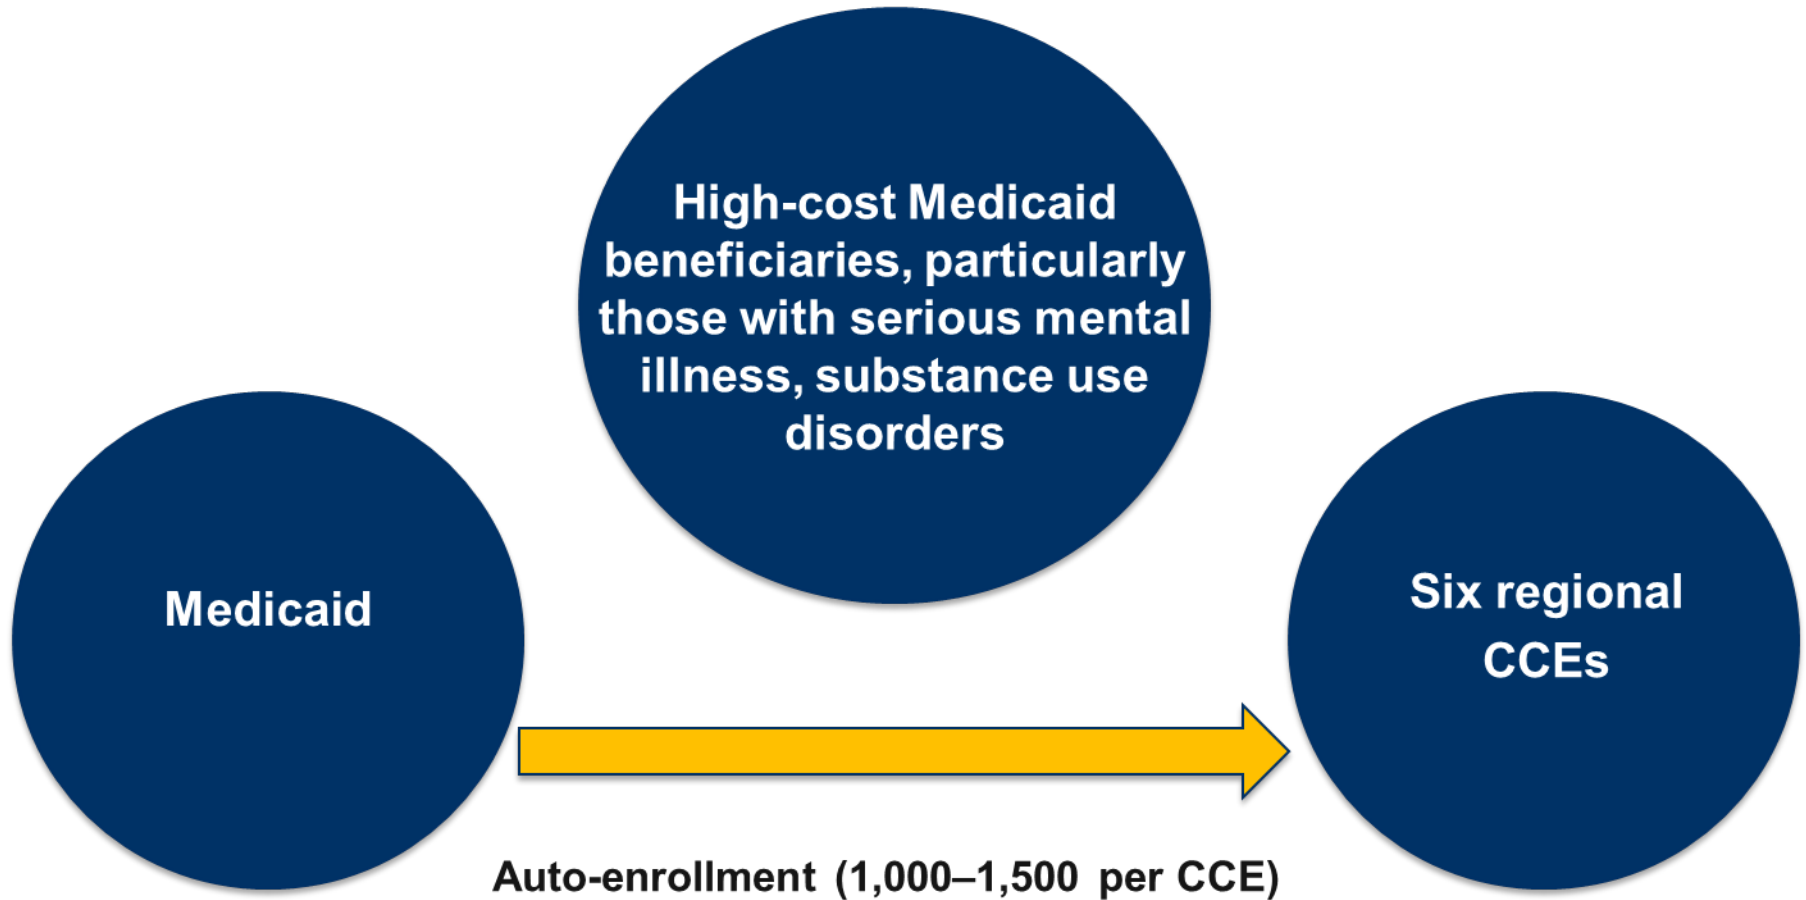 High-cost Medicaid
beneficiaries, particularly
those with serious mental
illness, substance use
disorders
Medicaid
Six regional
CCEs
Auto-enrollment (1,000–1,500 per CCE)